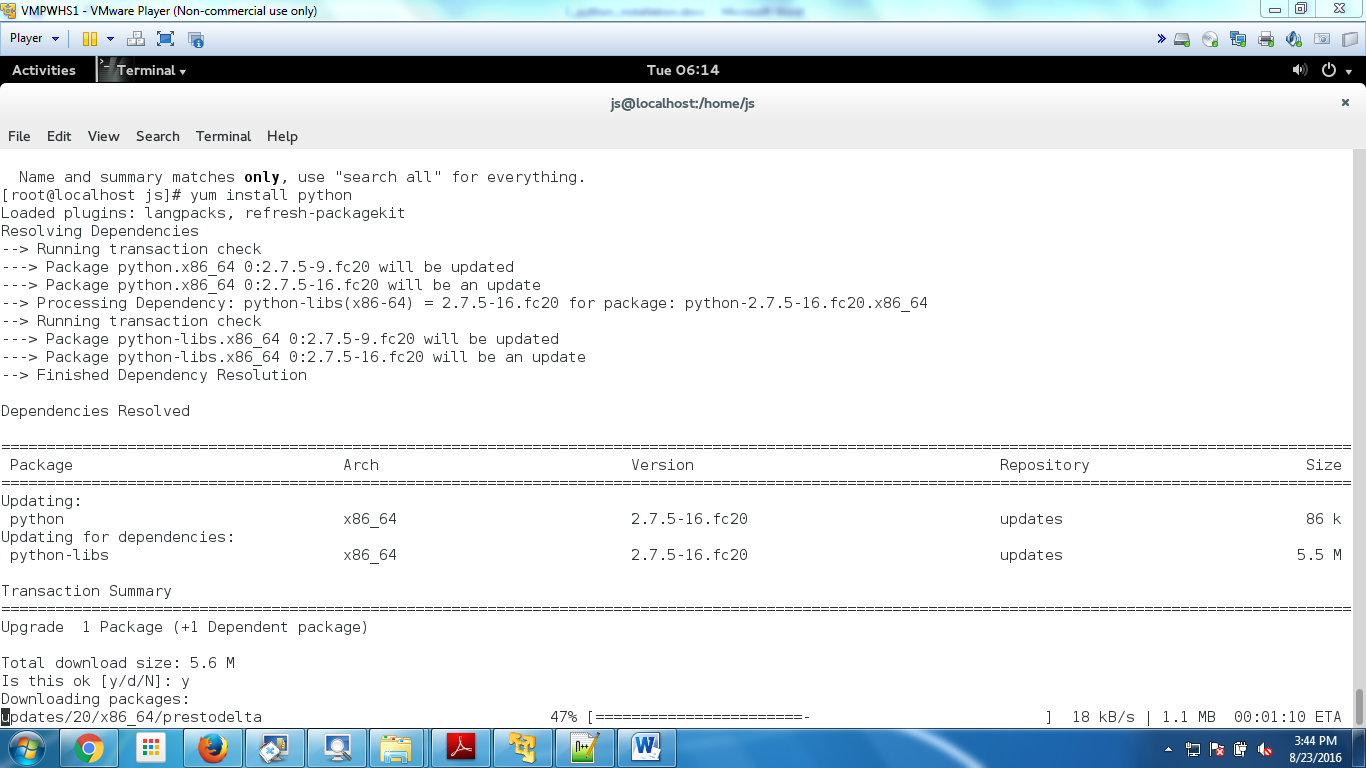 VMPWHS1 - VMware Player (Non-commercial use only)
Player
Activities
Terminal
Tue 06:14
js@localhost:/home/js
File Edit View Search Terminal Help
Name and summary matches only, use "search all" for everything.
[root@localhost js]# yum install python
Loaded plugins: langpacks, refresh-packagekit
Resolving Dependencies
--> Running transaction check
---> Package python.x86_64 0:2.7.5-9.fc20 will be updated
---> Package python.x86_64 0:2.7.5-16.fc20 will be an update
--> Processing Dependency: python-libs(x86-64) = 2.7.5-16.fc20 for package: python-2.7.5-16.fc20.x86_64
--> Running transaction check
---> Package python-libs.x86_64 0:2.7.5-9.fc20 will be updated
---> Package python-libs.x86_64 0:2.7.5-16.fc20 will be an update
--> Finished Dependency Resolution
Dependencies Resolved
Package Arch Version Repository Size
Updating:
python x86_64 2.7.5-16.fc20 updates 86 k
Updating for dependencies:
python-libs x86_64 2.7.5-16.fc20 updates 5.5 M
Transaction Summary
Upgrade 1 Package (+1 Dependent package)
Total download size: 5.6 M
Is this ok [y/d/N]: y
Downloading packages:
updates/20/x86_64/prestodelta 47% [=======================- ] 18 kB/s | 1.1 MB 00:01:10 ETA
3:44 PM
8/23/2016